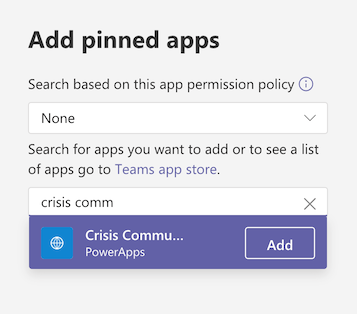 Add pinned apps
Search based on this app permission policy
None
Search for apps you want to add or to see a list
of apps go to Teams app store.
crisis comm
Crisis Commu...
PowerApps
Add